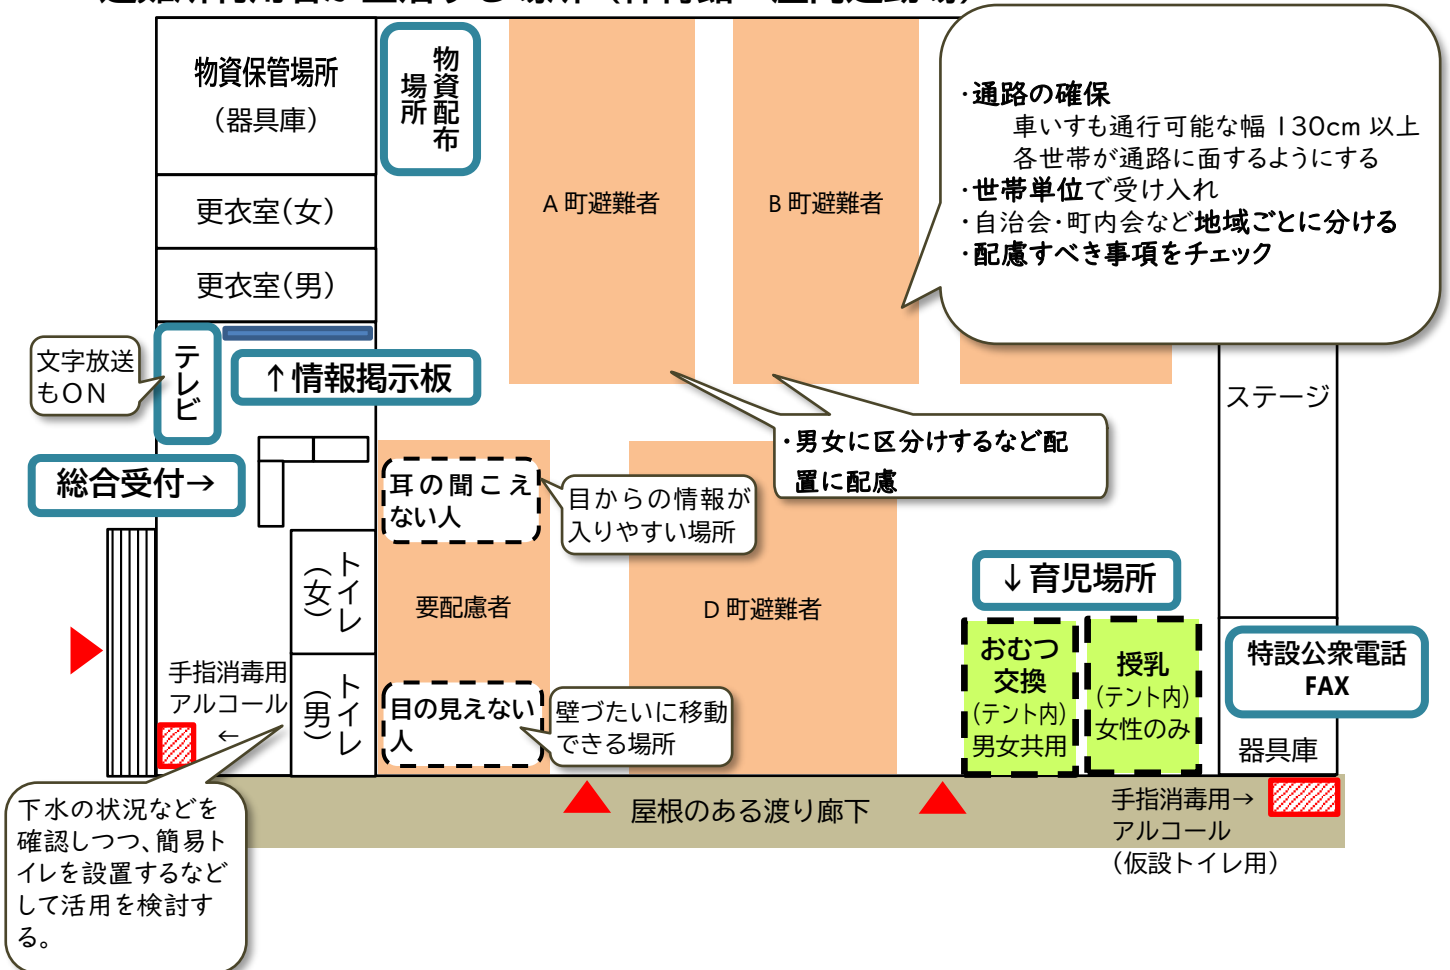 物資保管場所
（器具庫）
物資配布
場所
・通路の確保
車いすも通行可能な幅 130cm 以上
各世帯が通路に面するようにする
・世帯単位で受け入れ
・自治会・町内会など地域ごとに分ける
・配慮すべき事項をチェック
A 町避難者
B 町避難者
更衣室（女）
更衣室（男）
文字放送
もＯＮ
テレビ
↑情報掲示板
ステージ
・男女に区分けするなど配
置に配慮
総合受付→
耳の聞こえ
ない人
目からの情報が
入りやすい場所
トイレ
（女）
要配慮者
D 町避難者
↓育児場所
おむつ
交換
（テント内）
男女共用
授乳
（テント内）
女性のみ
特設公衆電話
FAX
器具庫
手指消毒用
アルコール
←
トイレ
（男）
目の見えない
人
壁づたいに移動
できる場所
屋根のある渡り廊下
手指消毒用→
アルコール
（仮設トイレ用）
下水の状況などを
確認しつつ、簡易ト
イレを設置するなど
して活用を検討す
る。